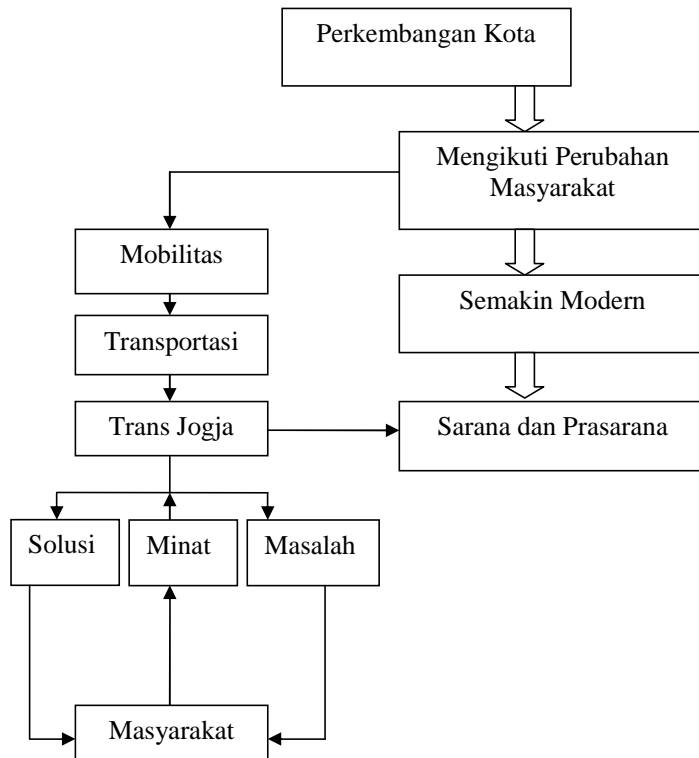 Perkembangan Kota
Mengikuti Perubahan
Masyarakat
Mobilitas
Semakin Modern
Transportasi
Trans Jogja
Sarana dan Prasarana
Solusi
Minat
Masalah
Masyarakat